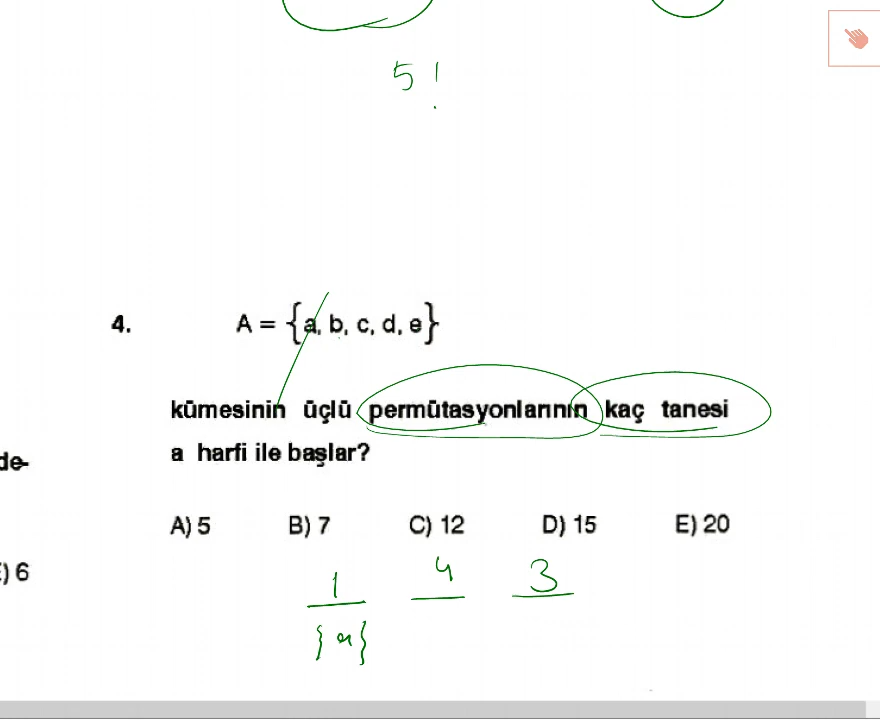 5!
4. A = {a, b, c, d, e}
kümesinin üçlü permütasyonlarının kaç tanesi
de- a harfi ile başlar?
A) 5 B) 7 C) 12 D) 15 E) 20
) 6
1 4 3
{a}